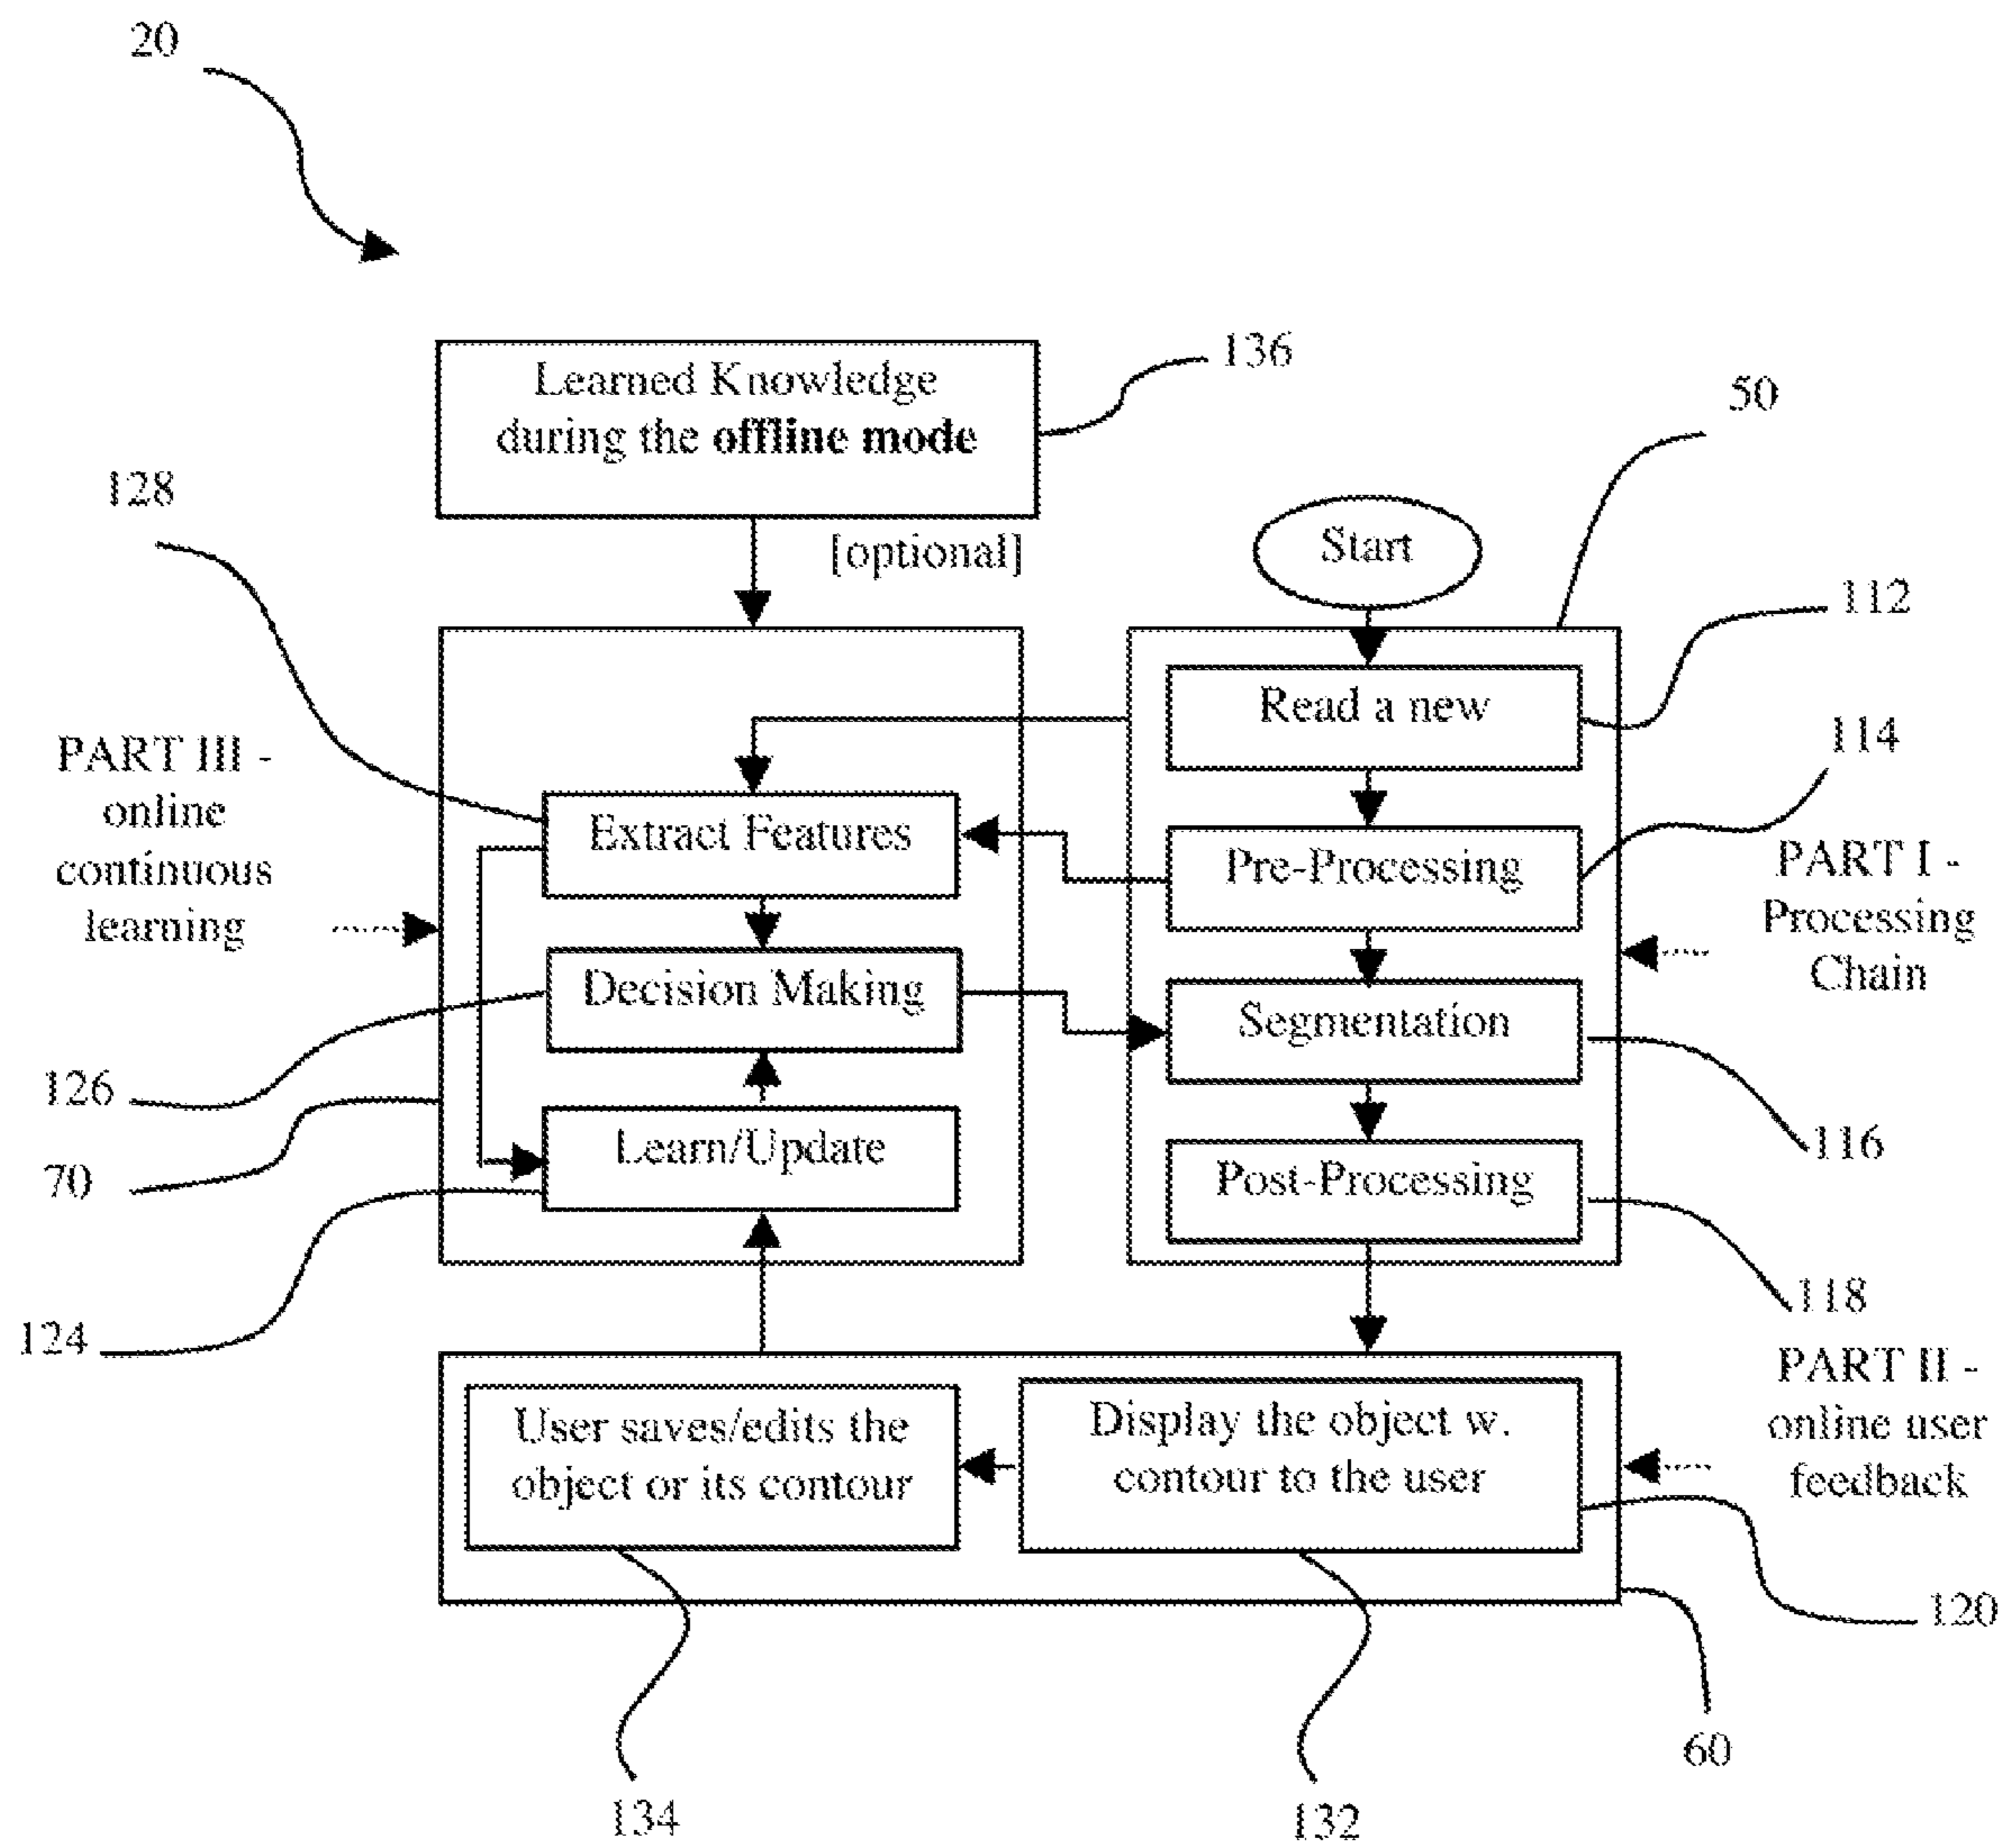 20
Learned Knowledge
during the offline mode
136
50
128
[optional]
Start
112
Read a new
114
PART III -
online
continuous
learning
Extract Features
Pre-Processing
PART I -
Processing
Chain
Decision Making
Segmentation
126
Learn/Update
116
70
Post-Processing
124
118
User saves/edits the
object or its contour
Display the object w.
contour to the user
PART II -
online user
feedback
120
60
134
132